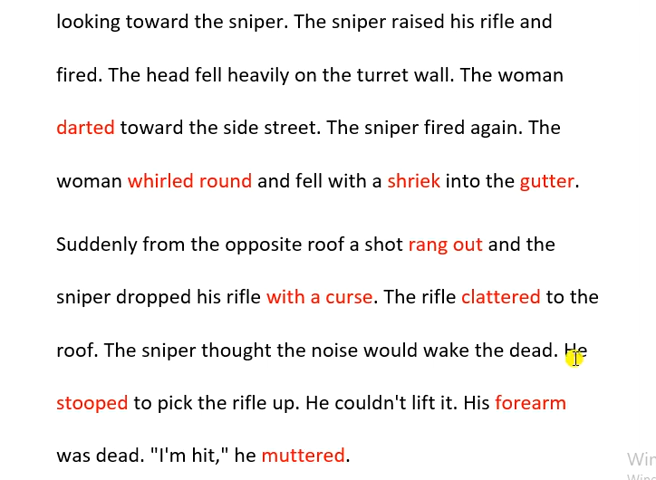 looking toward the sniper. The sniper raised his rifle and
fired. The head fell heavily on the turret wall. The woman
darted toward the side street. The sniper fired again. The
woman whirled round and fell with a shriek into the gutter.
Suddenly from the opposite roof a shot rang out and the
sniper dropped his rifle with a curse. The rifle clattered to the
roof. The sniper thought the noise would wake the dead. He
stooped to pick the rifle up. He couldn't lift it. His forearm
was dead. "I'm hit," he muttered.